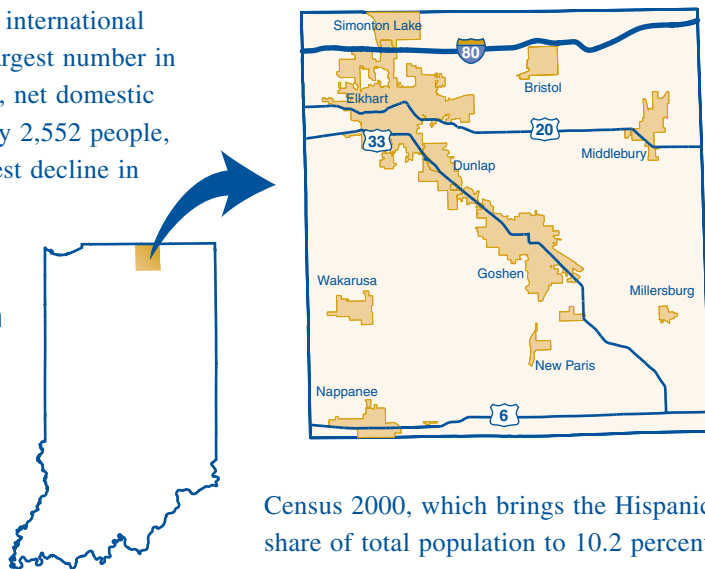 international
argest number in
, net domestic
y 2,552 people,
est decline in
n
Simonton Lake
80
Bristol
Elkhart
20
33
Middlebury
Dunlap
Goshen
Wakarusa
Millersburg
New Paris
Nappanee
6
Census 2000, which brings the Hispanic
share of total population to 10.2 percent